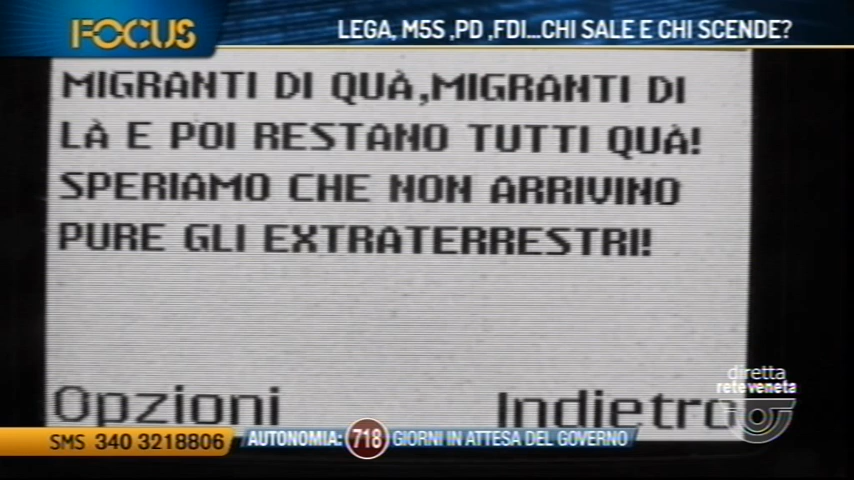 FOCUS
LEGA, M5S ,PD ,FDI...CHI SALE E CHI SCENDE?
MIGRANTI DI QUÀ,MIGRANTI DI
LÀ E POI RESTANO TUTTI QUÀ!
SPERIAMO CHE NON ARRIVINO
PURE GLI EXTRATERRESTRI!
Opzioni Indietro
diretta
reteveneta
SMS 340 3218806
AUTONOMIA: 718 GIORNI IN ATTESA DEL GOVERNO